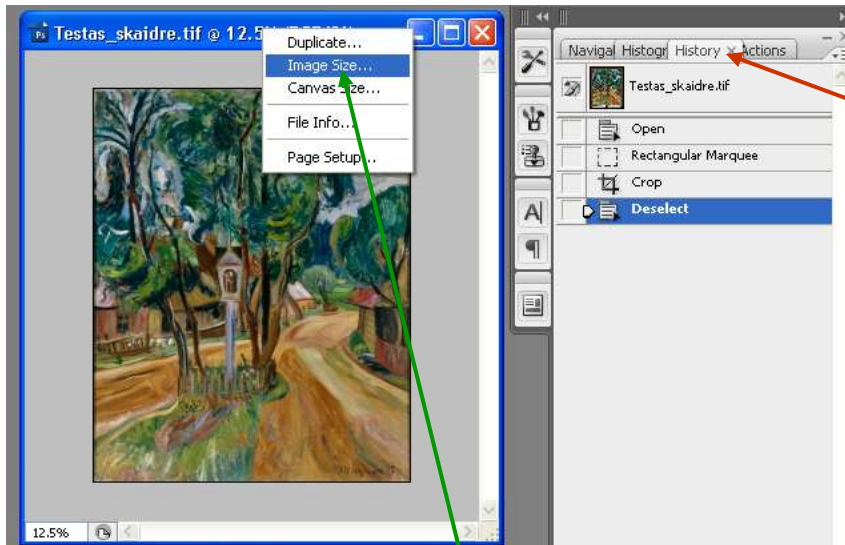 Testas_skaidre.tif @ 12.5%
Duplicate...
Image Size...
Canvas Size...
File Info...
Page Setup...
12.5%
Navigal Histogr History × Actions
Testas_skaidre.tif
Open
Rectangular Marquee
Crop
Deselect